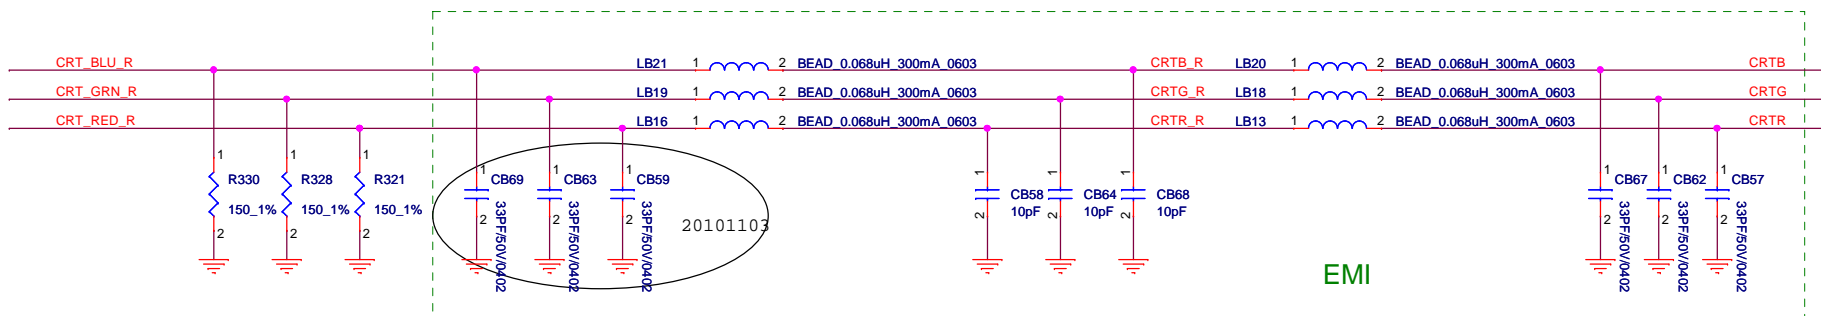 CRT_BLU_R LB21 1 2 BEAD_0.068uH_300mA_0603 CRTB_R LB20 1 2 BEAD_0.068uH_300mA_0603 CRTB
CRT_GRN_R LB19 1 2 BEAD_0.068uH_300mA_0603 CRTG_R LB18 1 2 BEAD_0.068uH_300mA_0603 CRTG
CRT_RED_R LB16 1 2 BEAD_0.068uH_300mA_0603 CRTR_R LB13 1 2 BEAD_0.068uH_300mA_0603 CRTR
1 R330 150_1% 2
1 R328 150_1% 2
1 R321 150_1% 2
1 CB69 2 33PF/50V/0402
1 CB63 2 33PF/50V/0402
1 CB59 2 33PF/50V/0402
20101103
1 CB58 10pF 2
1 CB64 10pF 2
1 CB68 10pF 2
1 CB67 2 33PF/50V/0402
1 CB62 2 33PF/50V/0402
1 CB57 2 33PF/50V/0402
EMI